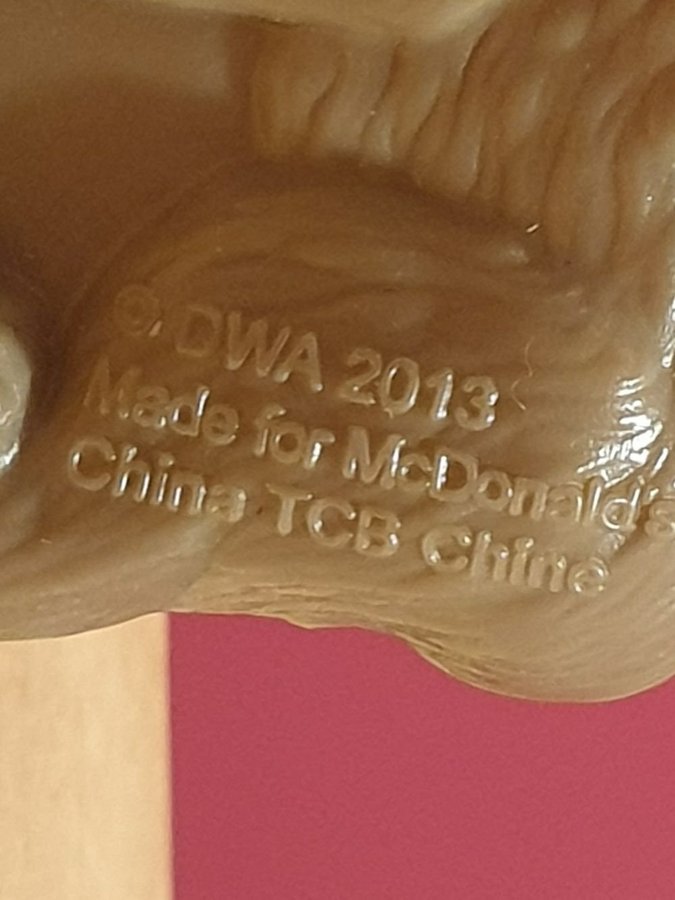 © DWA 2013
Made for McDonald's
China TCB Chine